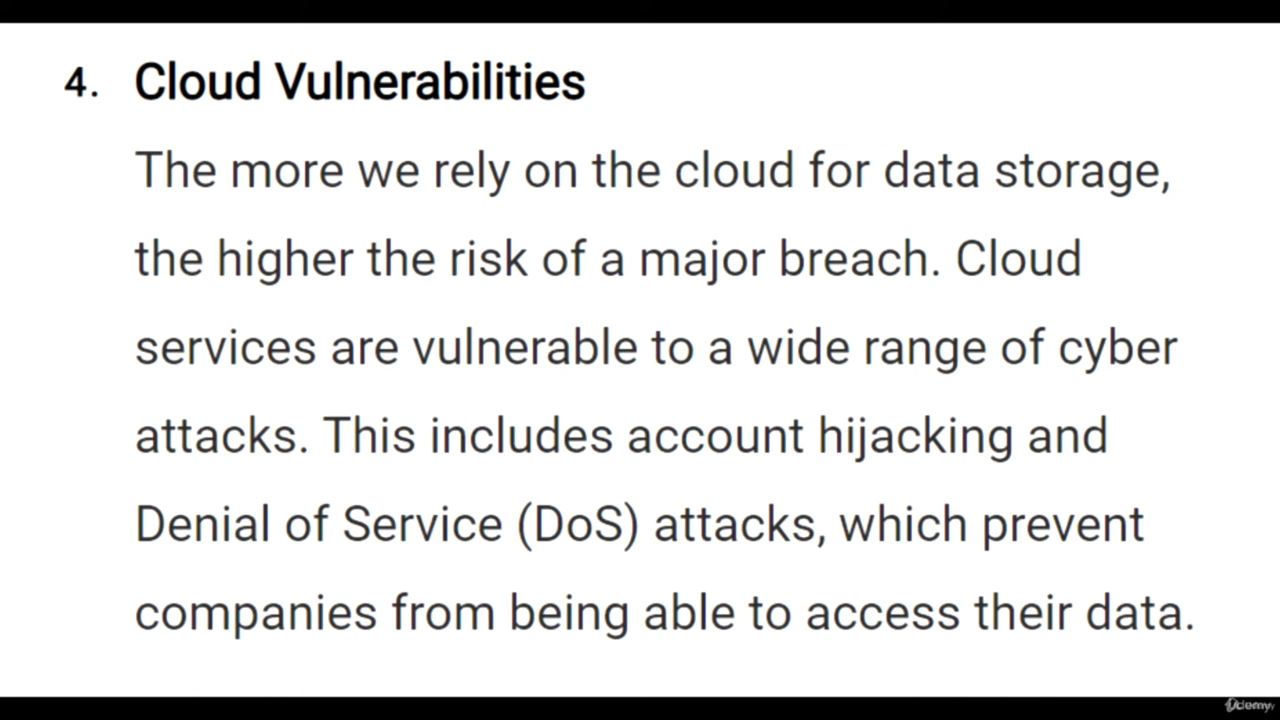 4. Cloud Vulnerabilities
The more we rely on the cloud for data storage,
the higher the risk of a major breach. Cloud
services are vulnerable to a wide range of cyber
attacks. This includes account hijacking and
Denial of Service (DoS) attacks, which prevent
companies from being able to access their data.
Udemy